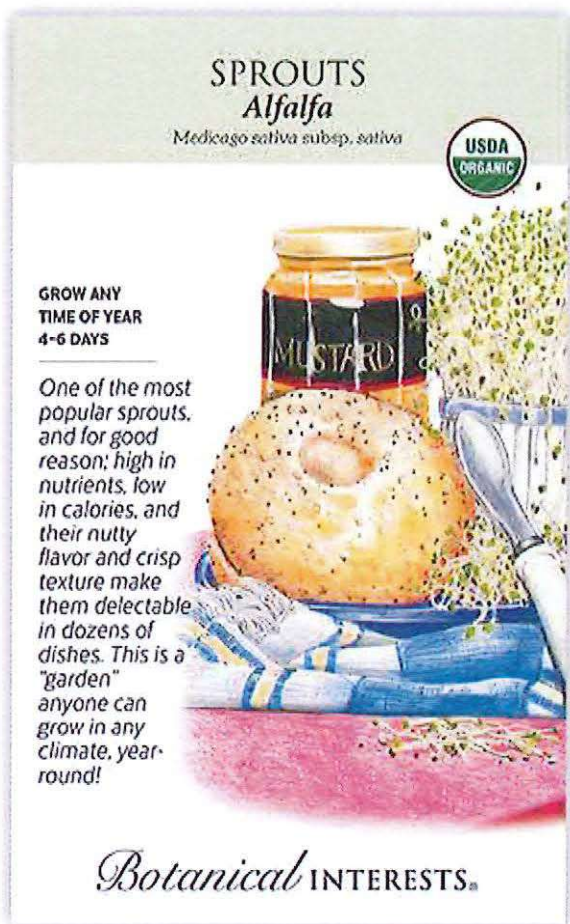 SPROUTS
Alfalfa
Medicago sativa subsp. sativa
USDA
ORGANIC
GROW ANY
TIME OF YEAR
4-6 DAYS
MUSTARD
One of the most
popular sprouts,
and for good
reason; high in
nutrients, low
in calories, and
their nutty
flavor and crisp
texture make
them delectable
in dozens of
dishes. This is a
"garden"
anyone can
grow in any
climate, year-
round!
Botanical INTERESTS®